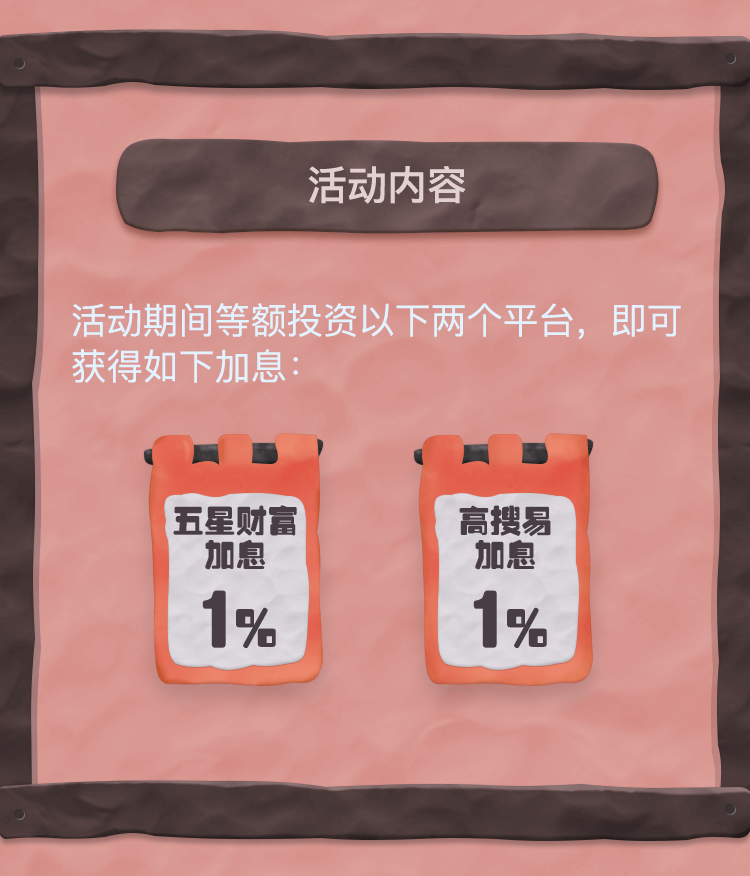 活动内容
活动期间等额投资以下两个平台，即可
获得如下加息：
五星财富
加息
1%
高搜易
加息
1%